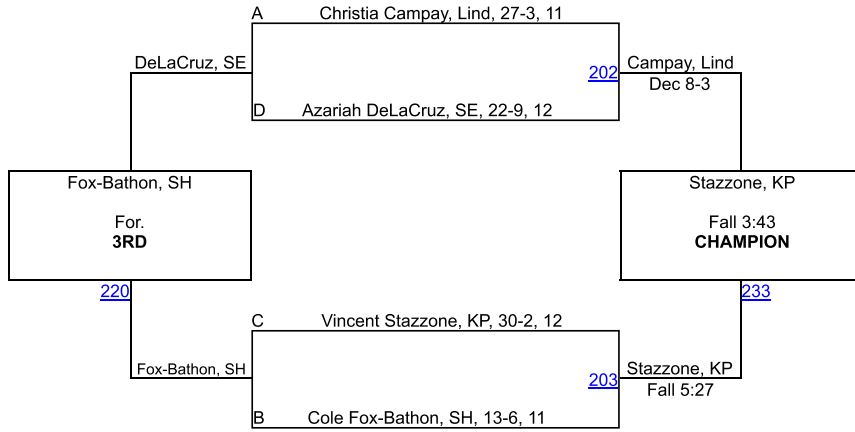 A Christia Campay, Lind, 27-3, 11
DeLaCruz, SE
202 Campay, Lind
Dec 8-3
D Azariah DeLaCruz, SE, 22-9, 12
Fox-Bathon, SH
For.
3RD
Stazzone, KP
Fall 3:43
CHAMPION
220
233
C Vincent Stazzone, KP, 30-2, 12
Fox-Bathon, SH
203 Stazzone, KP
Fall 5:27
B Cole Fox-Bathon, SH, 13-6, 11